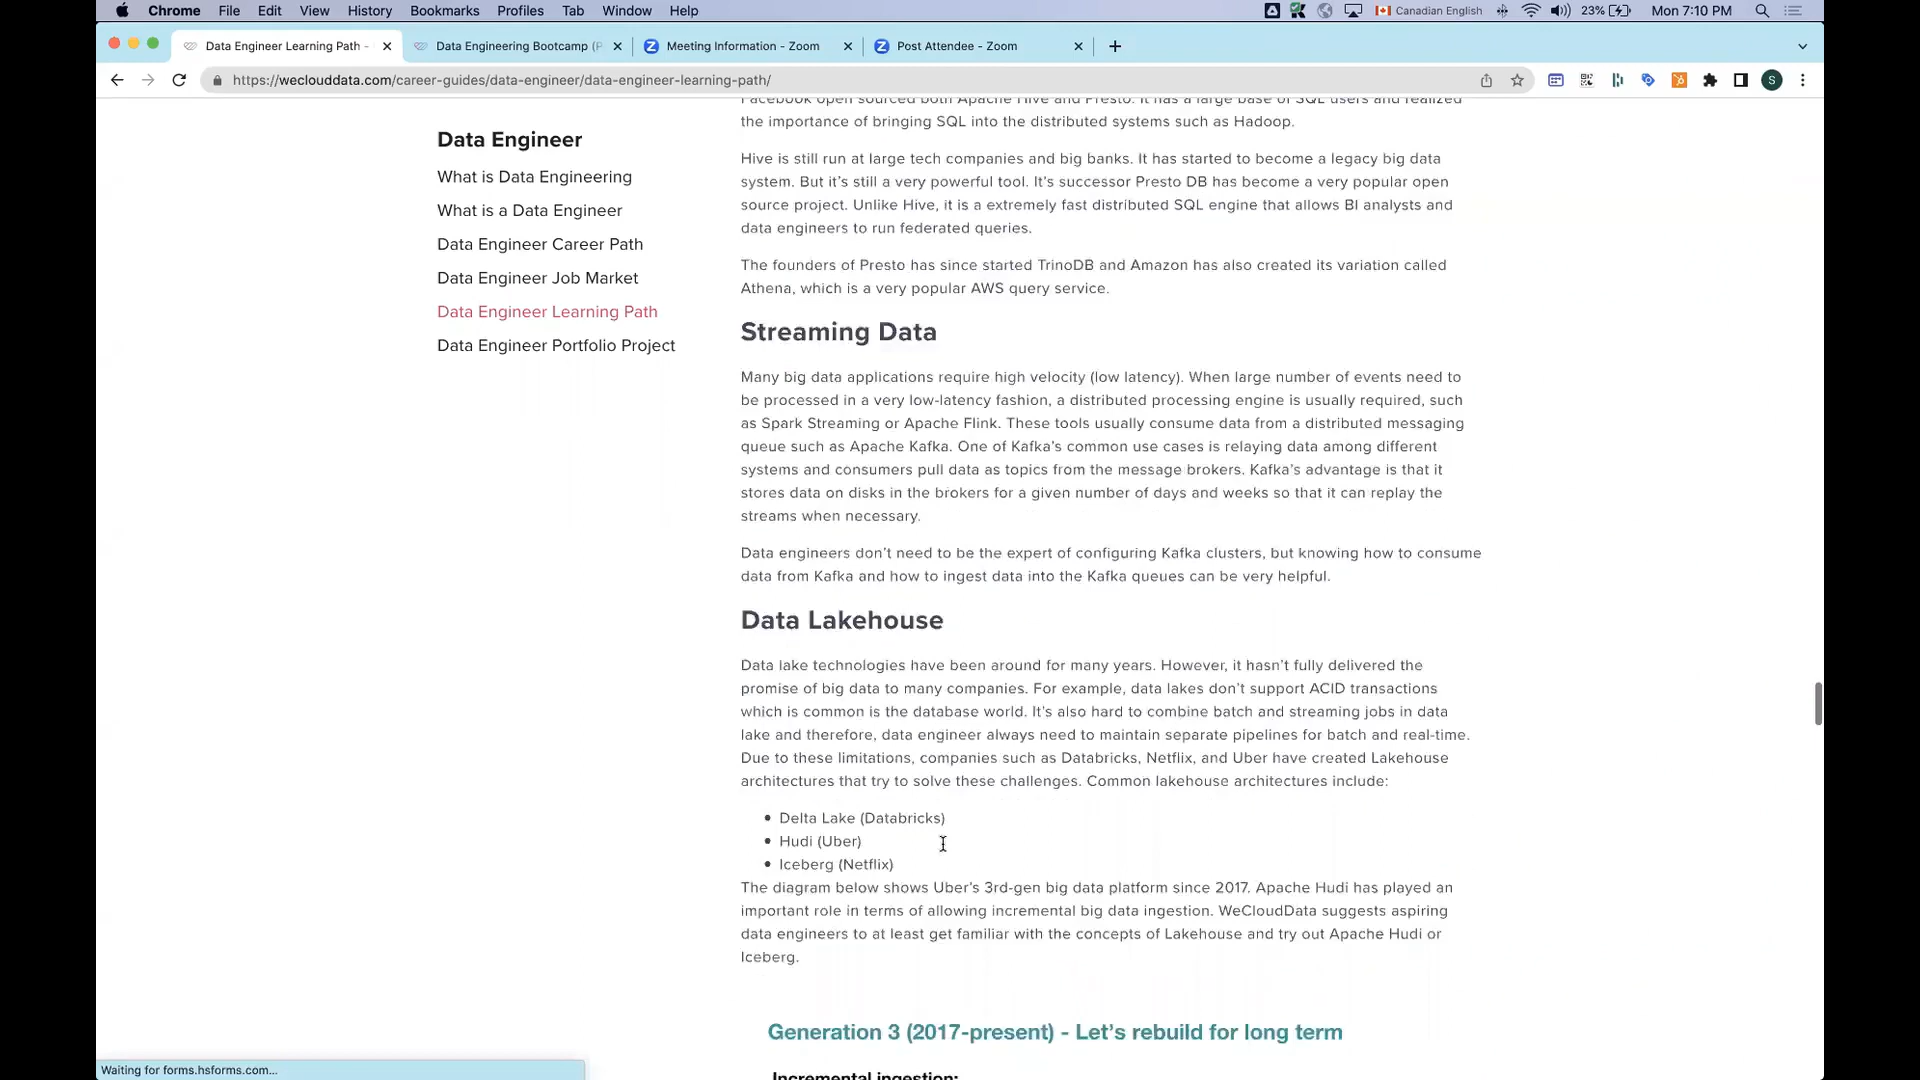 Chrome File Edit View History Bookmarks Profiles Tab Window Help Canadian English 23% Mon 7:10 PM
Data Engineer Learning Path - Data Engineering Bootcamp (P Meeting Information - Zoom Post Attendee - Zoom
https://weclouddata.com/career-guides/data-engineer/data-engineer-learning-path/ S
Data Engineer
What is Data Engineering
What is a Data Engineer
Data Engineer Career Path
Data Engineer Job Market
Data Engineer Learning Path
Data Engineer Portfolio Project
Facebook open sourced both Apache Hive and Presto. It has a large base of SQL users and realized
the importance of bringing SQL into the distributed systems such as Hadoop.
Hive is still run at large tech companies and big banks. It has started to become a legacy big data
system. But it's still a very powerful tool. It's successor Presto DB has become a very popular open
source project. Unlike Hive, it is a extremely fast distributed SQL engine that allows BI analysts and
data engineers to run federated queries.
The founders of Presto has since started TrinoDB and Amazon has also created its variation called
Athena, which is a very popular AWS query service.
Streaming Data
Many big data applications require high velocity (low latency). When large number of events need to
be processed in a very low-latency fashion, a distributed processing engine is usually required, such
as Spark Streaming or Apache Flink. These tools usually consume data from a distributed messaging
queue such as Apache Kafka. One of Kafka's common use cases is relaying data among different
systems and consumers pull data as topics from the message brokers. Kafka's advantage is that it
stores data on disks in the brokers for a given number of days and weeks so that it can replay the
streams when necessary.
Data engineers don't need to be the expert of configuring Kafka clusters, but knowing how to consume
data from Kafka and how to ingest data into the Kafka queues can be very helpful.
Data Lakehouse
Data lake technologies have been around for many years. However, it hasn't fully delivered the
promise of big data to many companies. For example, data lakes don't support ACID transactions
which is common is the database world. It's also hard to combine batch and streaming jobs in data
lake and therefore, data engineer always need to maintain separate pipelines for batch and real-time.
Due to these limitations, companies such as Databricks, Netflix, and Uber have created Lakehouse
architectures that try to solve these challenges. Common lakehouse architectures include:
• Delta Lake (Databricks)
• Hudi (Uber)
• Iceberg (Netflix)
The diagram below shows Uber's 3rd-gen big data platform since 2017. Apache Hudi has played an
important role in terms of allowing incremental big data ingestion. WeCloudData suggests aspiring
data engineers to at least get familiar with the concepts of Lakehouse and try out Apache Hudi or
Iceberg.
Generation 3 (2017-present) - Let's rebuild for long term
Incremental ingestion:
Waiting for forms.hsforms.com...